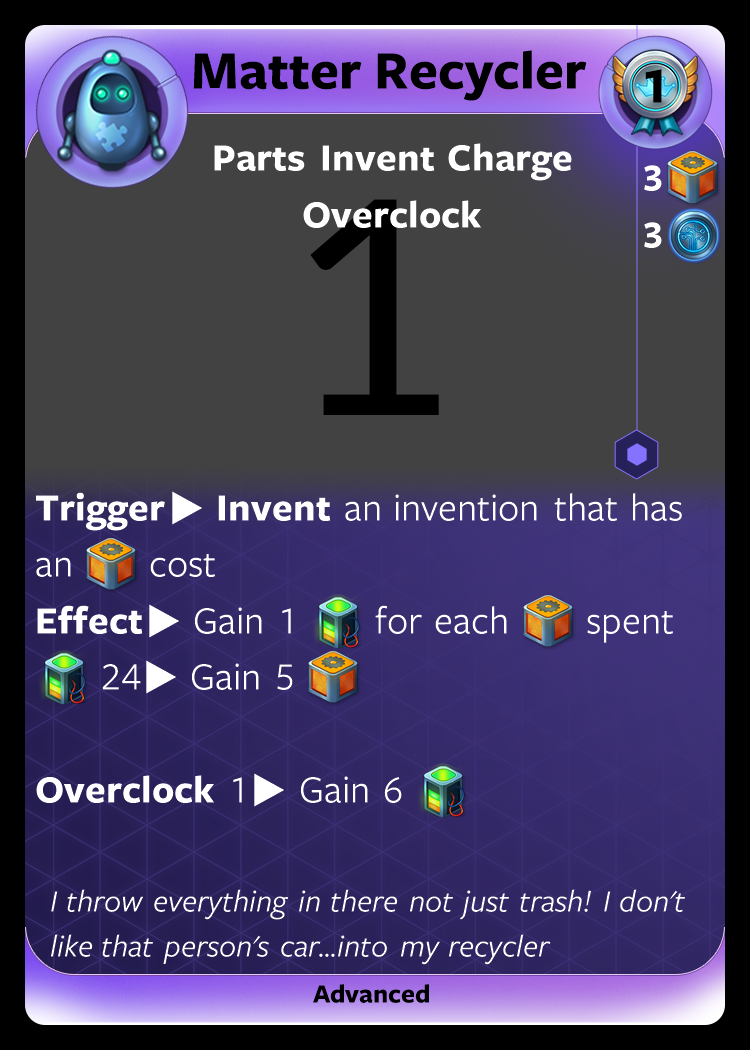 Matter Recycler
1
Parts Invent Charge
Overclock
3
3
1
Trigger▶ Invent an invention that has
an cost
Effect▶ Gain 1 for each spent
24▶ Gain 5
Overclock 1▶ Gain 6
I throw everything in there not just trash! I don't
like that person's car...into my recycler
Advanced